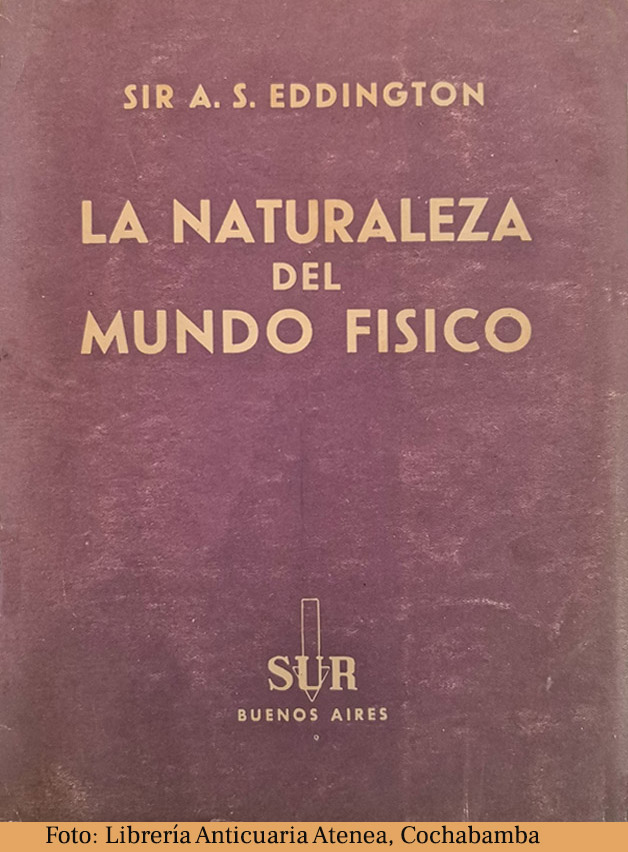 SIR A. S. EDDINGTON
LA NATURALEZA
DEL
MUNDO FISICO
SUR
BUENOS AIRES
Foto: Librería Anticuaria Atenea, Cochabamba